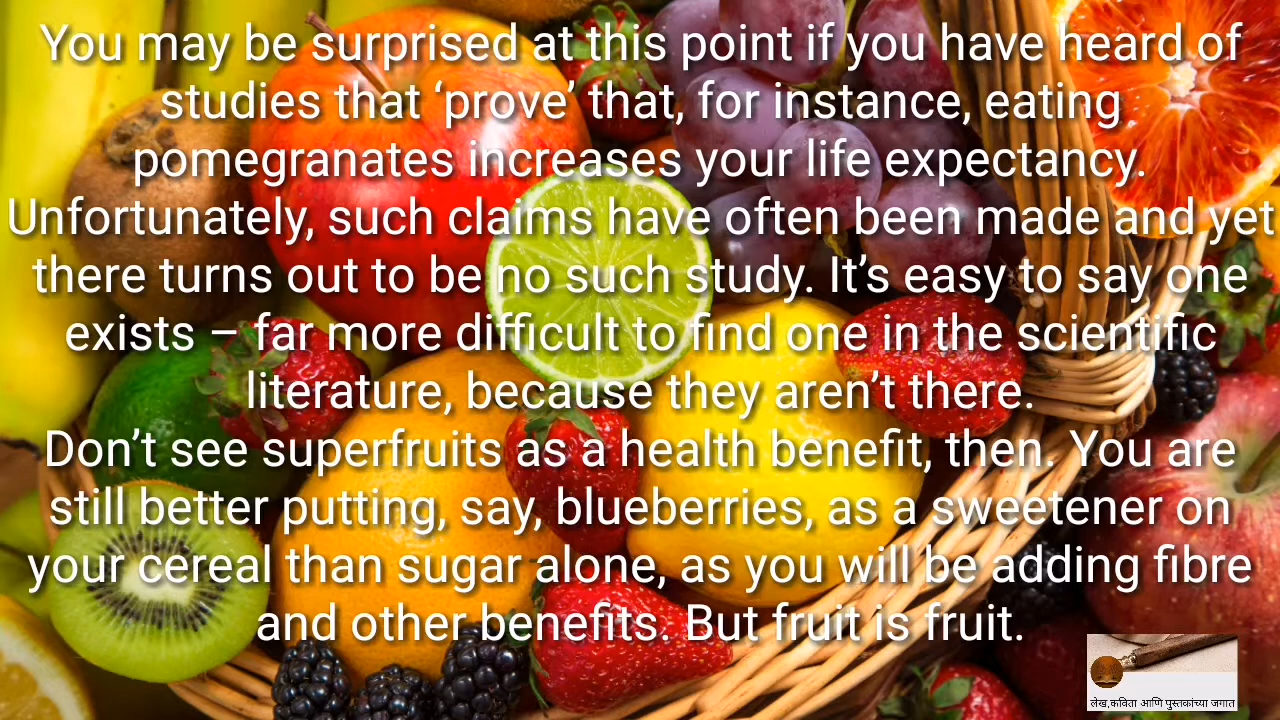 You may be surprised at this point if you have heard of
studies that ‘prove’ that, for instance, eating
pomegranates increases your life expectancy.
Unfortunately, such claims have often been made and yet
there turns out to be no such study. It’s easy to say one
exists – far more difficult to find one in the scientific
literature, because they aren’t there.
Don’t see superfruits as a health benefit, then. You are
still better putting, say, blueberries, as a sweetener on
your cereal than sugar alone, as you will be adding fibre
and other benefits. But fruit is fruit.
लेख,कविता आणि पुस्तकांच्या जगात